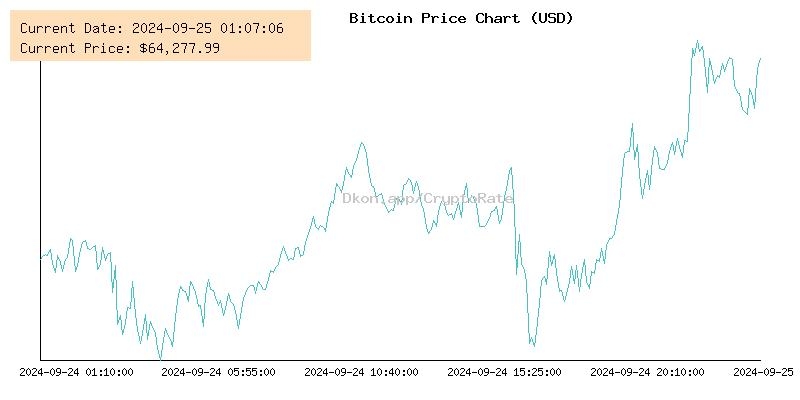 Bitcoin Price Chart (USD)
Current Date: 2024-09-25 01:07:06
Current Price: $64,277.99
Dkon.app/CryptoRate
2024-09-24 01:10:00 2024-09-24 05:55:00 2024-09-24 10:40:00 2024-09-24 15:25:00 2024-09-24 20:10:00 2024-09-25